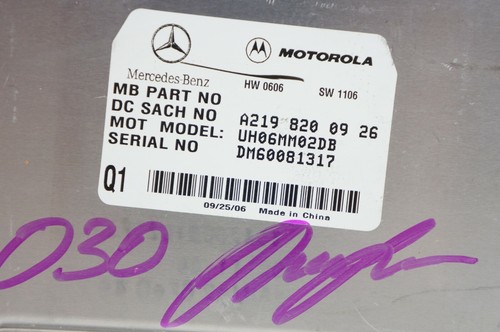 MOTOROLA
Mercedes-Benz
HW 0606 SW 1106
MB PART NO
DC SACH NO A219 820 09 26
MOT MODEL: UH06MM02DB
SERIAL NO DM60081317
Q1
09/25/06 Made in China
030